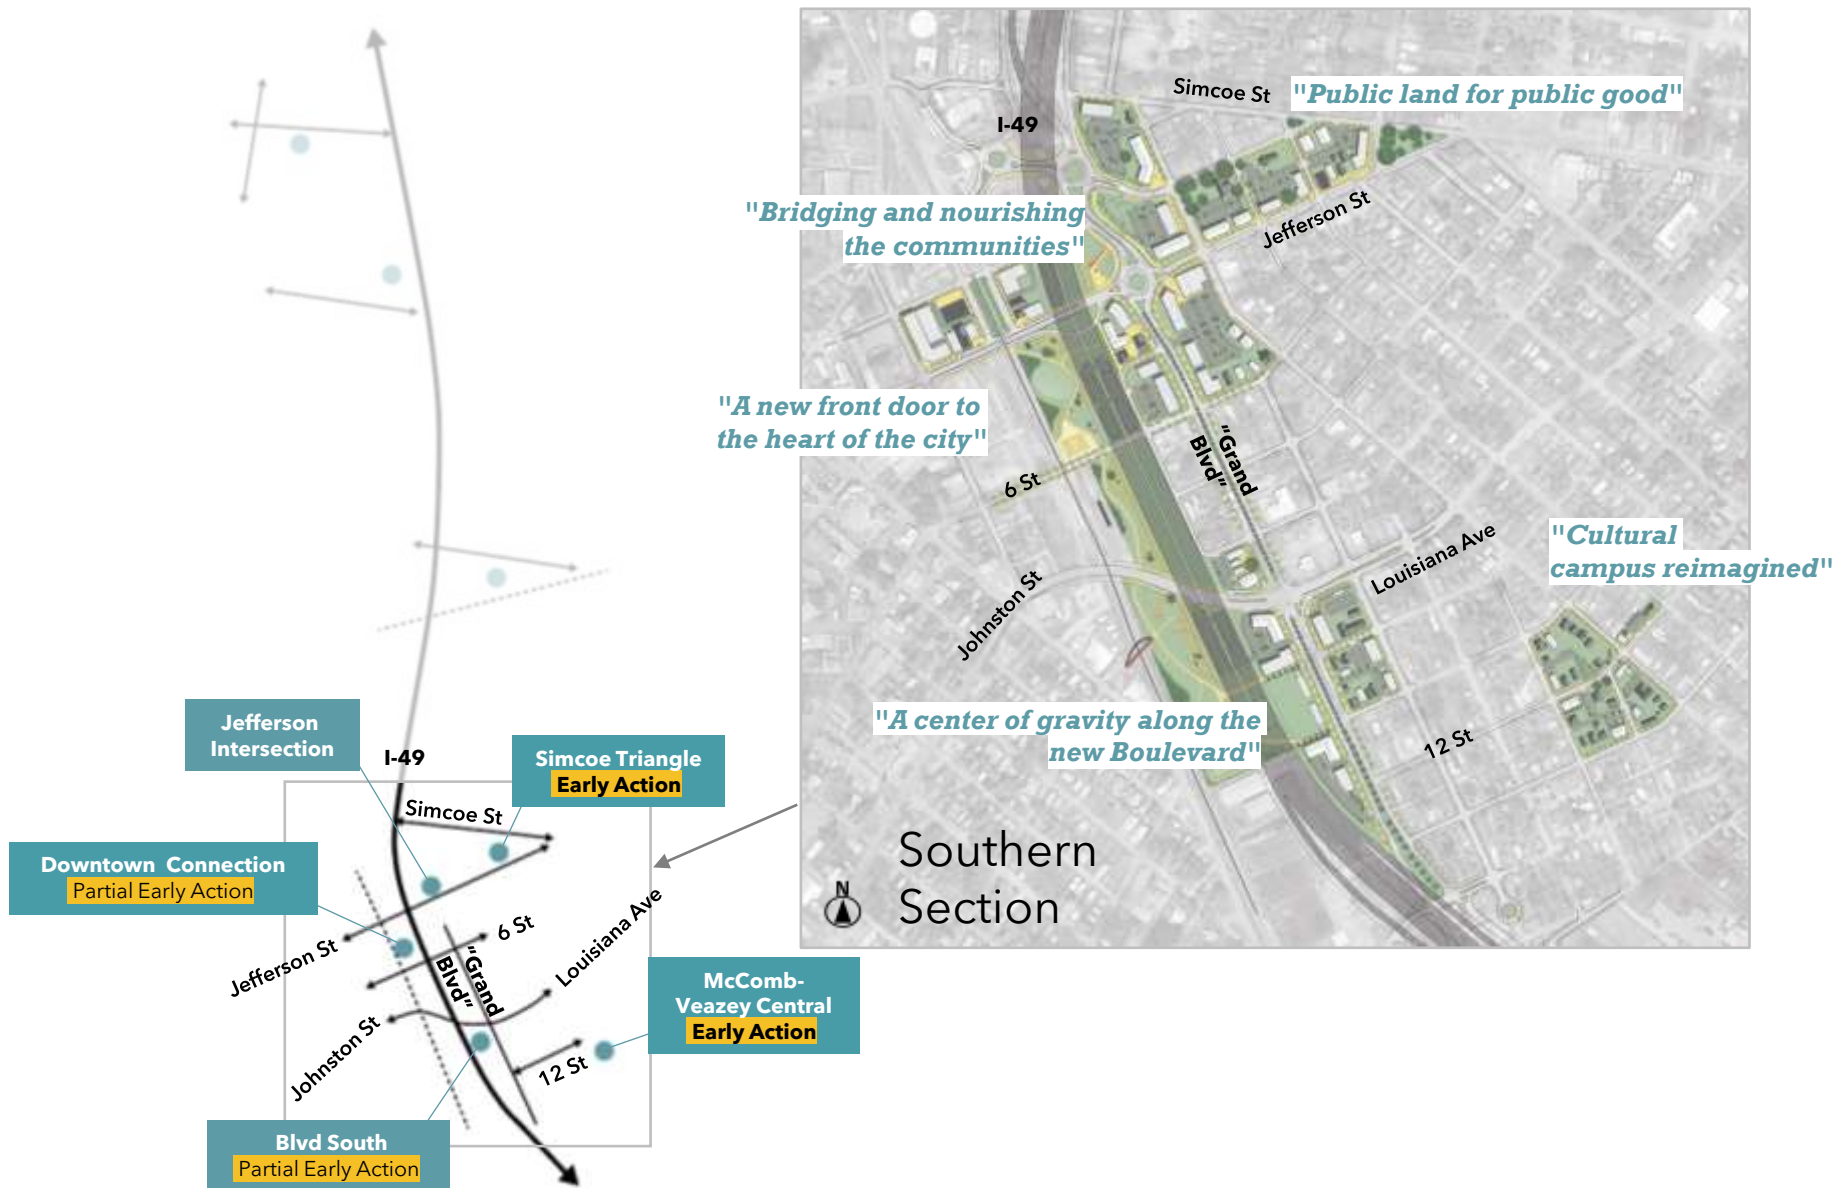 Simcoe St
"Public land for public good"
I-49
"Bridging and nourishing
the communities"
Jefferson St
"A new front door to
the heart of the city"
"Grand
Blvd"
6 St
Louisiana Ave
"Cultural
campus reimagined"
Johnston St
"A center of gravity along the
new Boulevard"
12 St
Southern
Section
N
Jefferson
Intersection
I-49
Simcoe Triangle
Early Action
Simcoe St
Downtown Connection
Partial Early Action
6 St
Louisiana Ave
Jefferson St
"Grand
Blvd"
McComb-
Veazey Central
Early Action
Johnston St
12 St
Blvd South
Partial Early Action